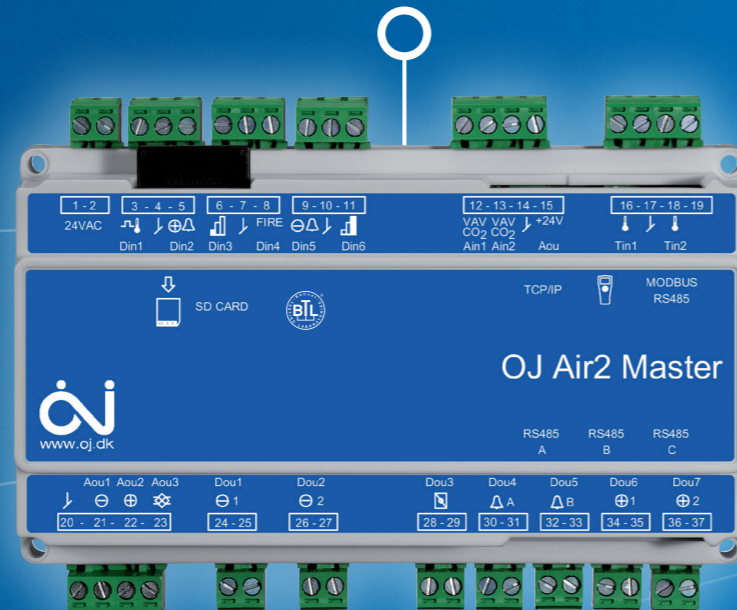 1 - 2 3 - 4 - 5 6 - 7 - 8 9 - 10 - 11 12 - 13 - 14 - 15 16 - 17 - 18 - 19
24VAC FIRE VAV VAV +24V
CO2 CO2
Din1 Din2 Din3 Din4 Din5 Din6 Ain1 Ain2 Aou Tin1 Tin2
SD CARD
BTL
TCP/IP
MODBUS
RS485
OJ Air2 Master
OJ
www.oj.dk
RS485 RS485 RS485
A B C
Aou1 Aou2 Aou3 Dou1 Dou2 Dou3 Dou4 Dou5 Dou6 Dou7
1 2 A B 1 2
20 - 21 - 22 - 23 24 - 25 26 - 27 28 - 29 30 - 31 32 - 33 34 - 35 36 - 37